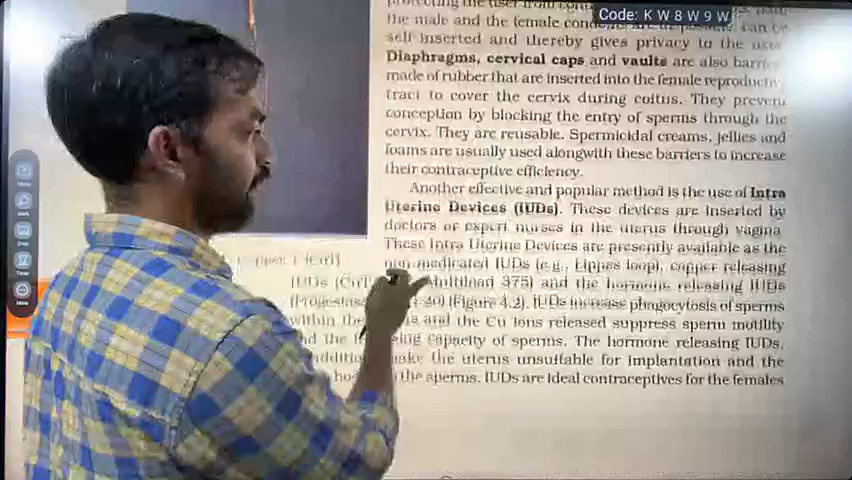 Code: K W 8 W 9 W
the male and the female
self inserted and thereby gives privacy to the
Diaphragms, cervical caps and vaults are also
made of rubber that are inserted into the female
tract to cover the cervix during coitus. They prevent
conception by blocking the entry of sperms through the
cervix. They are reusable. Spermicidal creams, jellies and
foams are usually used alongwith these barriers to increase
their contraceptive efficiency.
Another effective and popular method is the use of Intra
Uterine Devices (IUDs). These devices are inserted by
doctors or expert nurses in the uterus through vagina
These Intra Uterine Devices are presently available as the
non-medicated IUDs (e.g., Lippes loop), copper releasing
IUDs 375) and the hormone releasing IUDs
(Figure 4.2). IUDs increase phagocytosis of sperms
within the and the Cu ions released suppress sperm motility
capacity of sperms. The hormone releasing IUDs,
make the uterus unsuitable for implantation and the
the sperms. IUDs are ideal contraceptives for the females